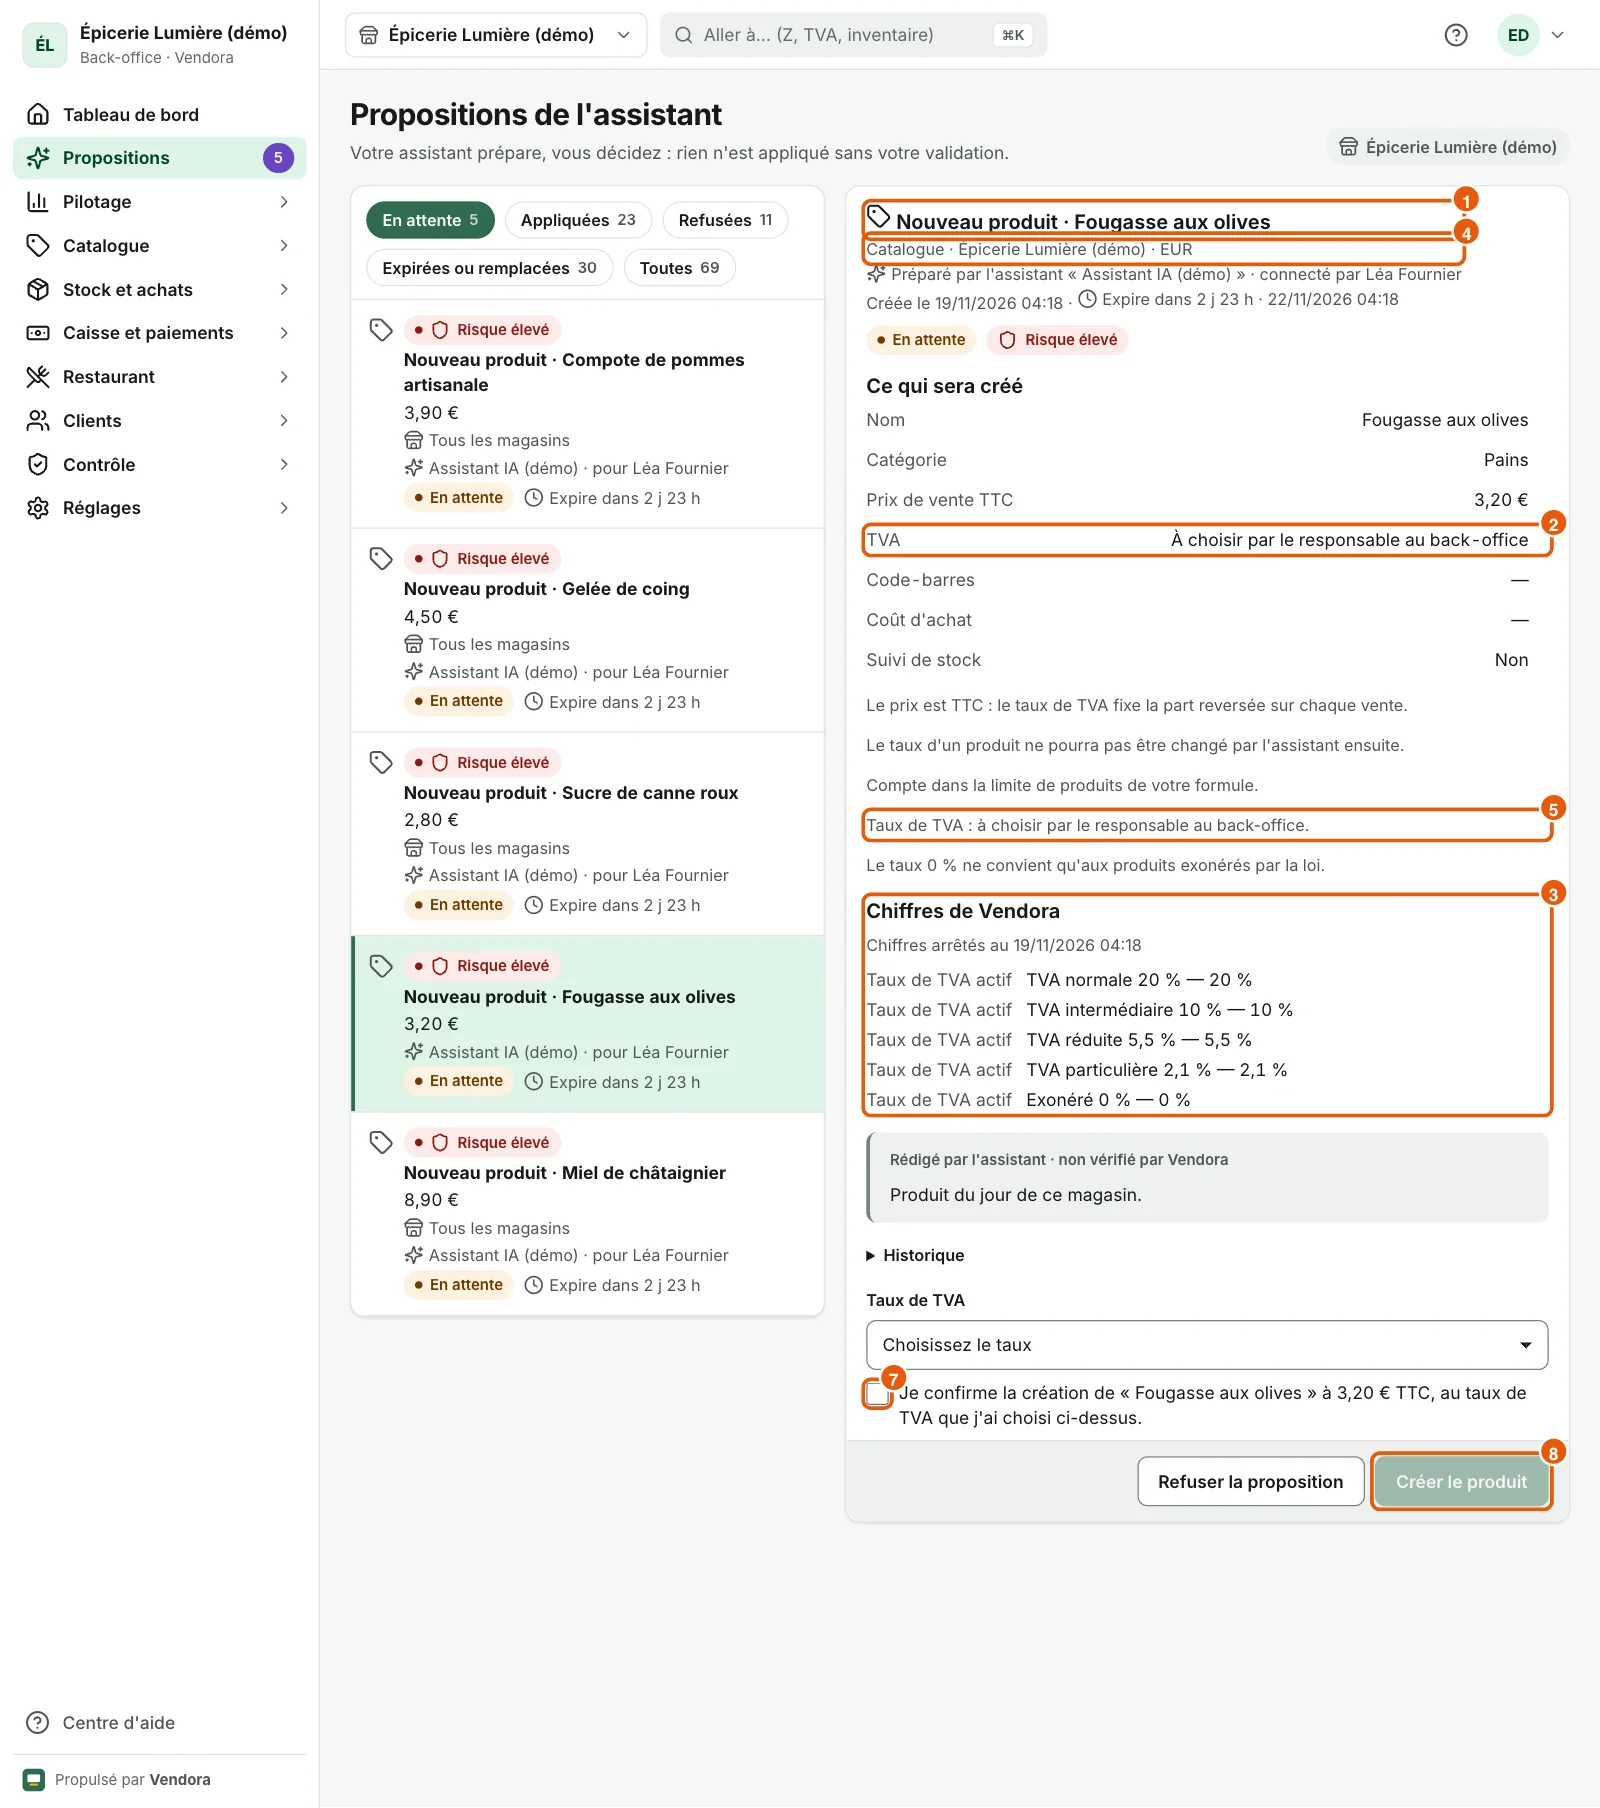 ÉL
Épicerie Lumière (démo)
Back-office · Vendora
Tableau de bord
Propositions 5
Pilotage
Catalogue
Stock et achats
Caisse et paiements
Restaurant
Clients
Contrôle
Réglages
Centre d'aide
Propulsé par Vendora
Épicerie Lumière (démo)
Aller à... (Z, TVA, inventaire) ⌘K
ED
Propositions de l'assistant
Votre assistant prépare, vous décidez : rien n'est appliqué sans votre validation.
Épicerie Lumière (démo)
En attente 5
Appliquées 23
Refusées 11
Expirées ou remplacées 30
Toutes 69
Risque élevé
Nouveau produit · Compote de pommes
artisanale
3,90 €
Tous les magasins
Assistant IA (démo) · pour Léa Fournier
En attente Expire dans 2 j 23 h
Risque élevé
Nouveau produit · Gelée de coing
4,50 €
Tous les magasins
Assistant IA (démo) · pour Léa Fournier
En attente Expire dans 2 j 23 h
Risque élevé
Nouveau produit · Sucre de canne roux
2,80 €
Tous les magasins
Assistant IA (démo) · pour Léa Fournier
En attente Expire dans 2 j 23 h
Risque élevé
Nouveau produit · Fougasse aux olives
3,20 €
Assistant IA (démo) · pour Léa Fournier
En attente Expire dans 2 j 23 h
Risque élevé
Nouveau produit · Miel de châtaignier
8,90 €
Tous les magasins
Assistant IA (démo) · pour Léa Fournier
En attente Expire dans 2 j 23 h
1
Nouveau produit · Fougasse aux olives
4
Catalogue · Épicerie Lumière (démo) · EUR
Préparé par l'assistant « Assistant IA (démo) » · connecté par Léa Fournier
Créée le 19/11/2026 04:18 · Expire dans 2 j 23 h · 22/11/2026 04:18
En attente Risque élevé
Ce qui sera créé
Nom Fougasse aux olives
Catégorie Pains
Prix de vente TTC 3,20 €
2
TVA À choisir par le responsable au back-office
Code-barres —
Coût d'achat —
Suivi de stock Non
Le prix est TTC : le taux de TVA fixe la part reversée sur chaque vente.
Le taux d'un produit ne pourra pas être changé par l'assistant ensuite.
Compte dans la limite de produits de votre formule.
5
Taux de TVA : à choisir par le responsable au back-office.
Le taux 0 % ne convient qu'aux produits exonérés par la loi.
3
Chiffres de Vendora
Chiffres arrêtés au 19/11/2026 04:18
Taux de TVA actif TVA normale 20 % — 20 %
Taux de TVA actif TVA intermédiaire 10 % — 10 %
Taux de TVA actif TVA réduite 5,5 % — 5,5 %
Taux de TVA actif TVA particulière 2,1 % — 2,1 %
Taux de TVA actif Exonéré 0 % — 0 %
Rédigé par l'assistant · non vérifié par Vendora
Produit du jour de ce magasin.
Historique
Taux de TVA
Choisissez le taux
7
Je confirme la création de « Fougasse aux olives » à 3,20 € TTC, au taux de
TVA que j'ai choisi ci-dessus.
8
Refuser la proposition
Créer le produit